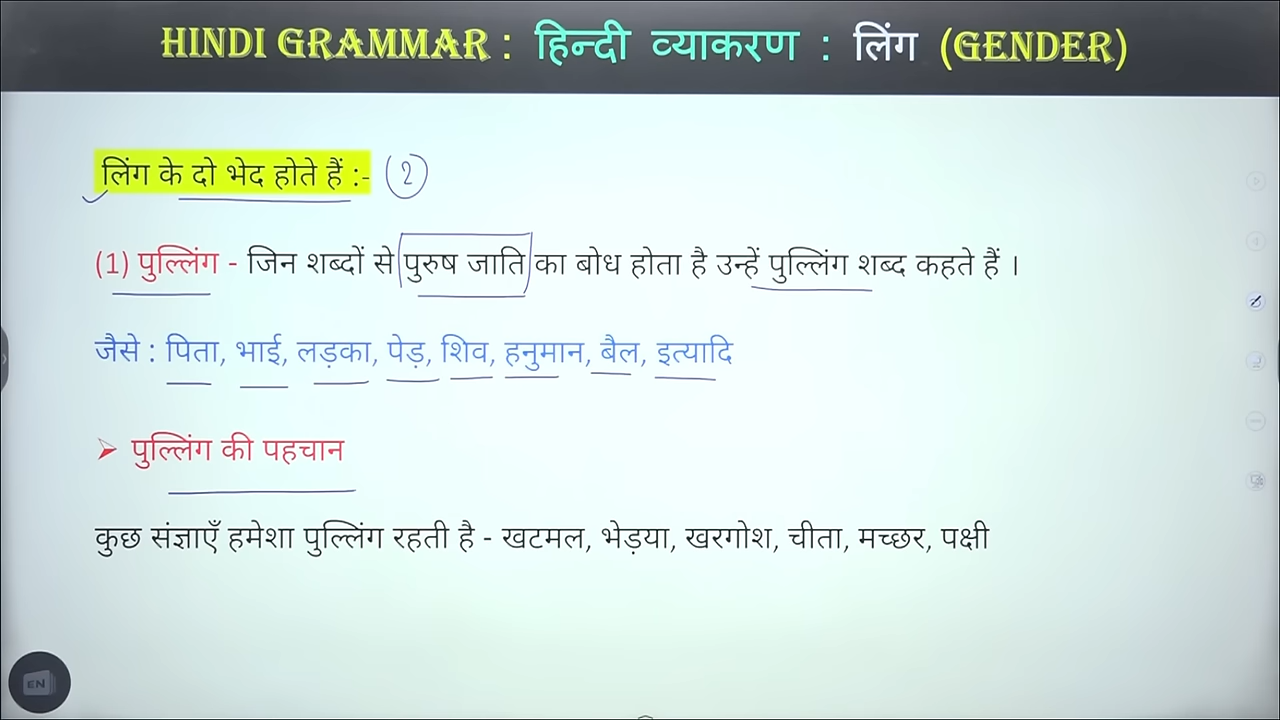 HINDI GRAMMAR : हिन्दी व्याकरण : लिंग (GENDER)
लिंग के दो भेद होते हैं :- 2
(1) पुल्लिंग - जिन शब्दों से पुरुष जाति का बोध होता है उन्हें पुल्लिंग शब्द कहते हैं ।
जैसे : पिता, भाई, लड़का, पेड़, शिव, हनुमान, बैल, इत्यादि
➢ पुल्लिंग की पहचान
कुछ संज्ञाएँ हमेशा पुल्लिंग रहती है - खटमल, भेड़या, खरगोश, चीता, मच्छर, पक्षी
EN